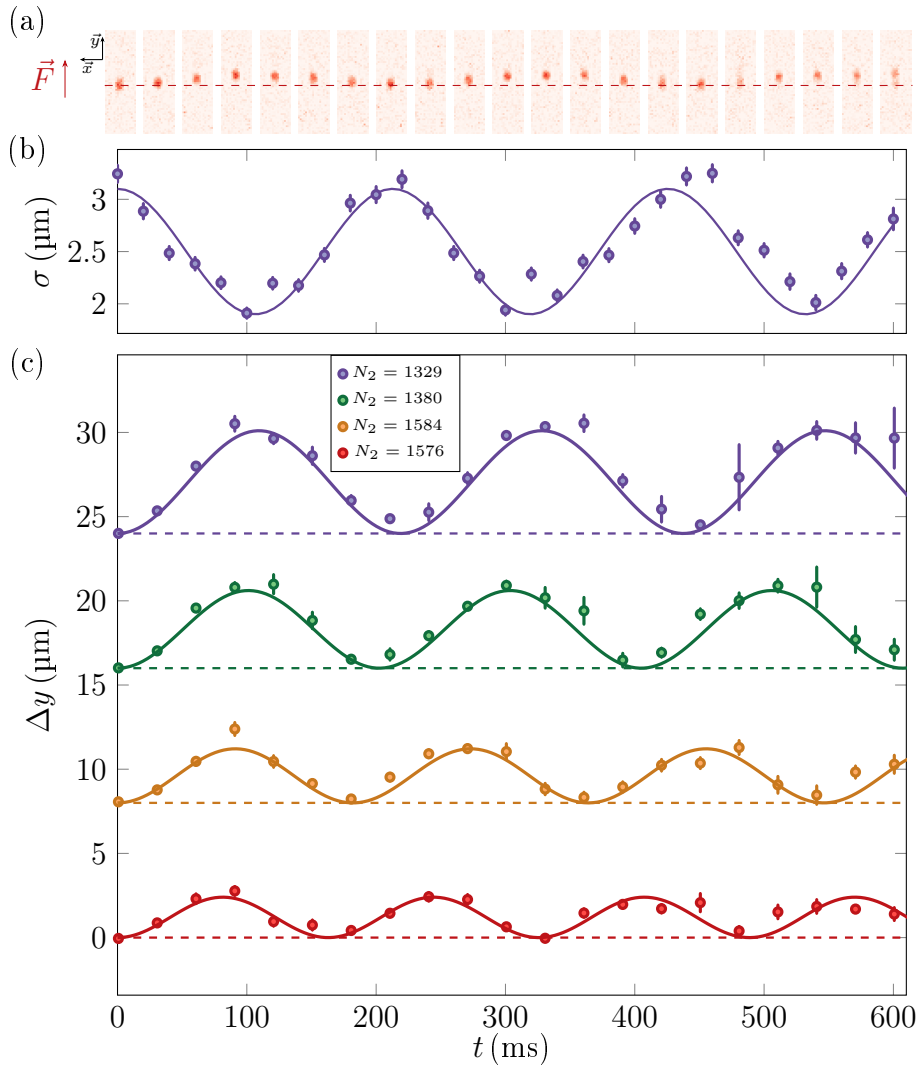 (a)
y⃗
x⃗
F⃗
(b)
3
2.5
2
σ (µm)
(c)
N₂ = 1329
N₂ = 1380
N₂ = 1584
N₂ = 1576
30
25
20
15
10
5
0
Δy (µm)
0 100 200 300 400 500 600
t (ms)